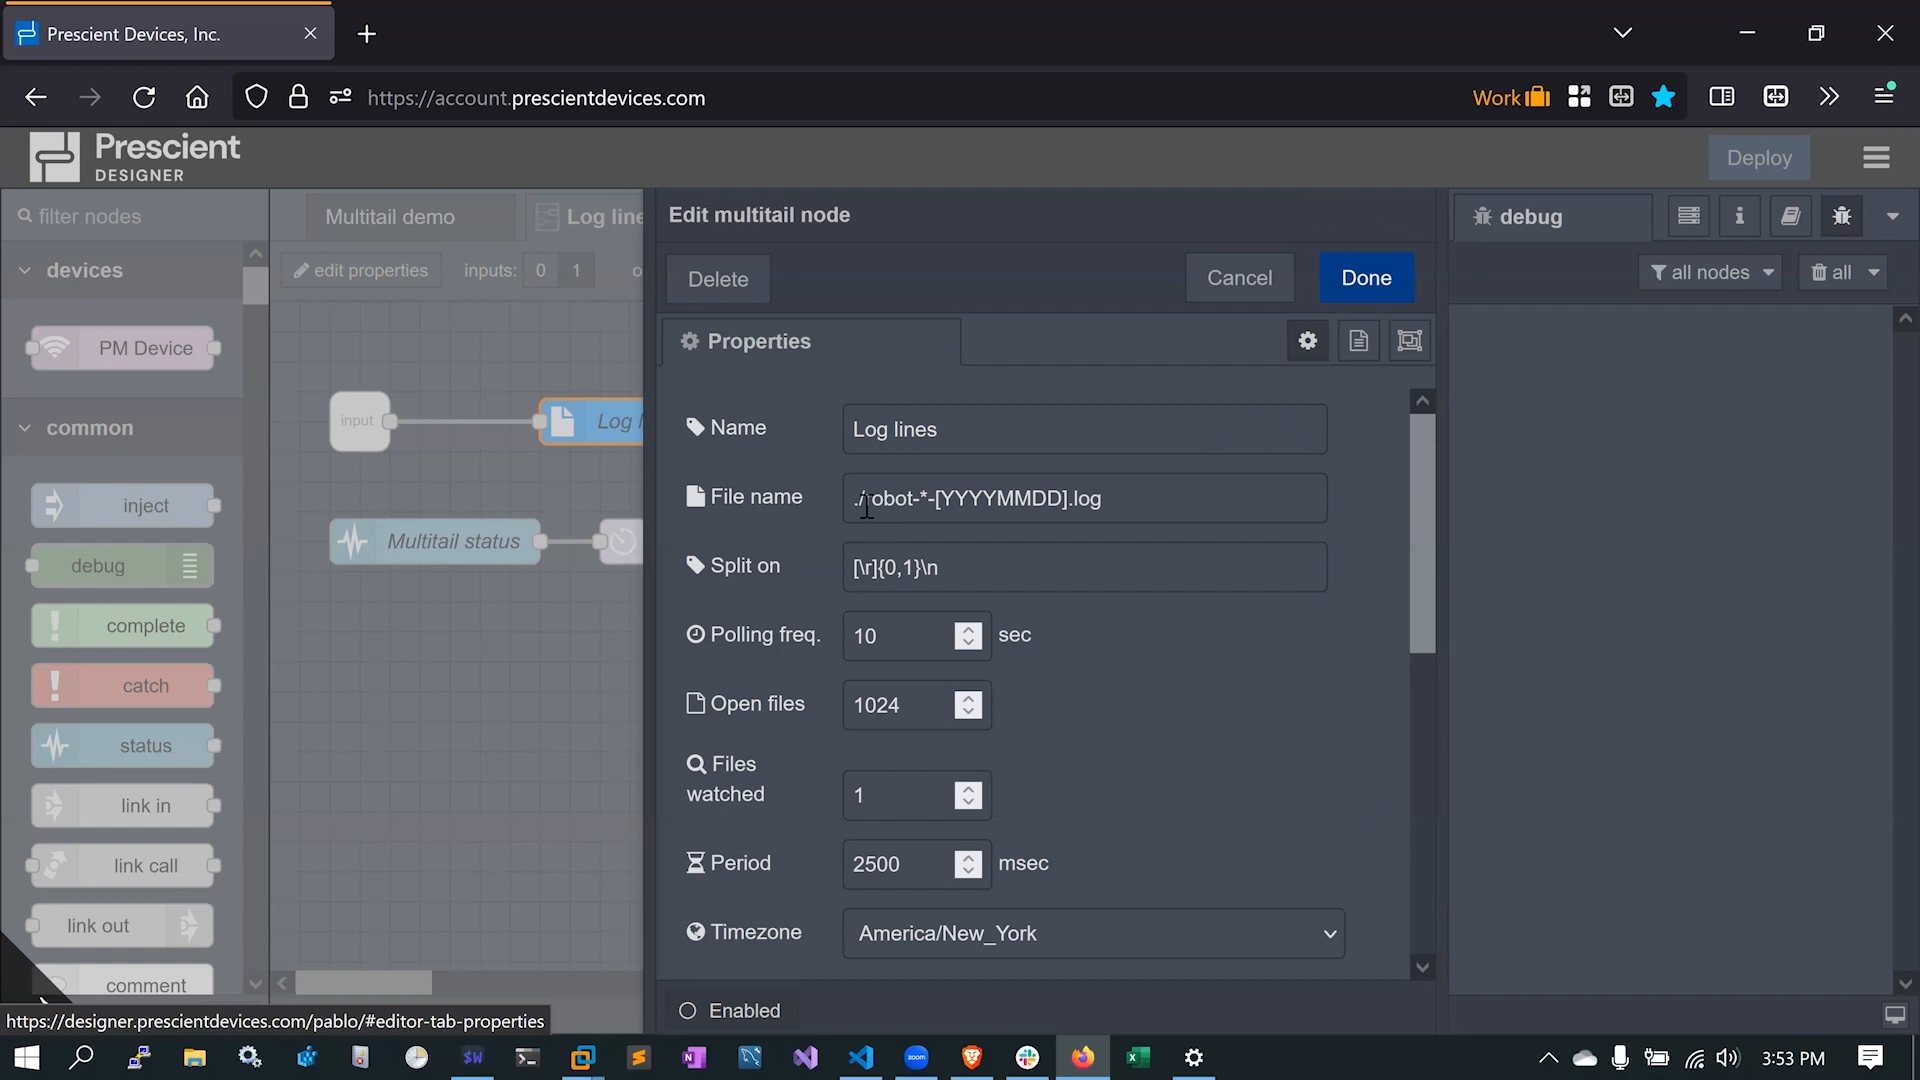 Prescient Devices, Inc.
https://account.prescientdevices.com
Work
Prescient
DESIGNER
Deploy
filter nodes
Multitail demo
Log line
Edit multitail node
debug
devices
edit properties
inputs: 0 1 o
Delete
Cancel
Done
all nodes
all
PM Device
Properties
common
input
Log l
Name
Log lines
File name
./robot-*-[YYYYMMDD].log
inject
Multitail status
Split on
[\r]{0,1}\n
debug
complete
Polling freq.
10
sec
catch
Open files
1024
status
Files
watched
1
link in
link call
Period
2500
msec
link out
Timezone
America/New_York
comment
Enabled
https://designer.prescientdevices.com/pablo/#editor-tab-properties
$W
zoom
3:53 PM